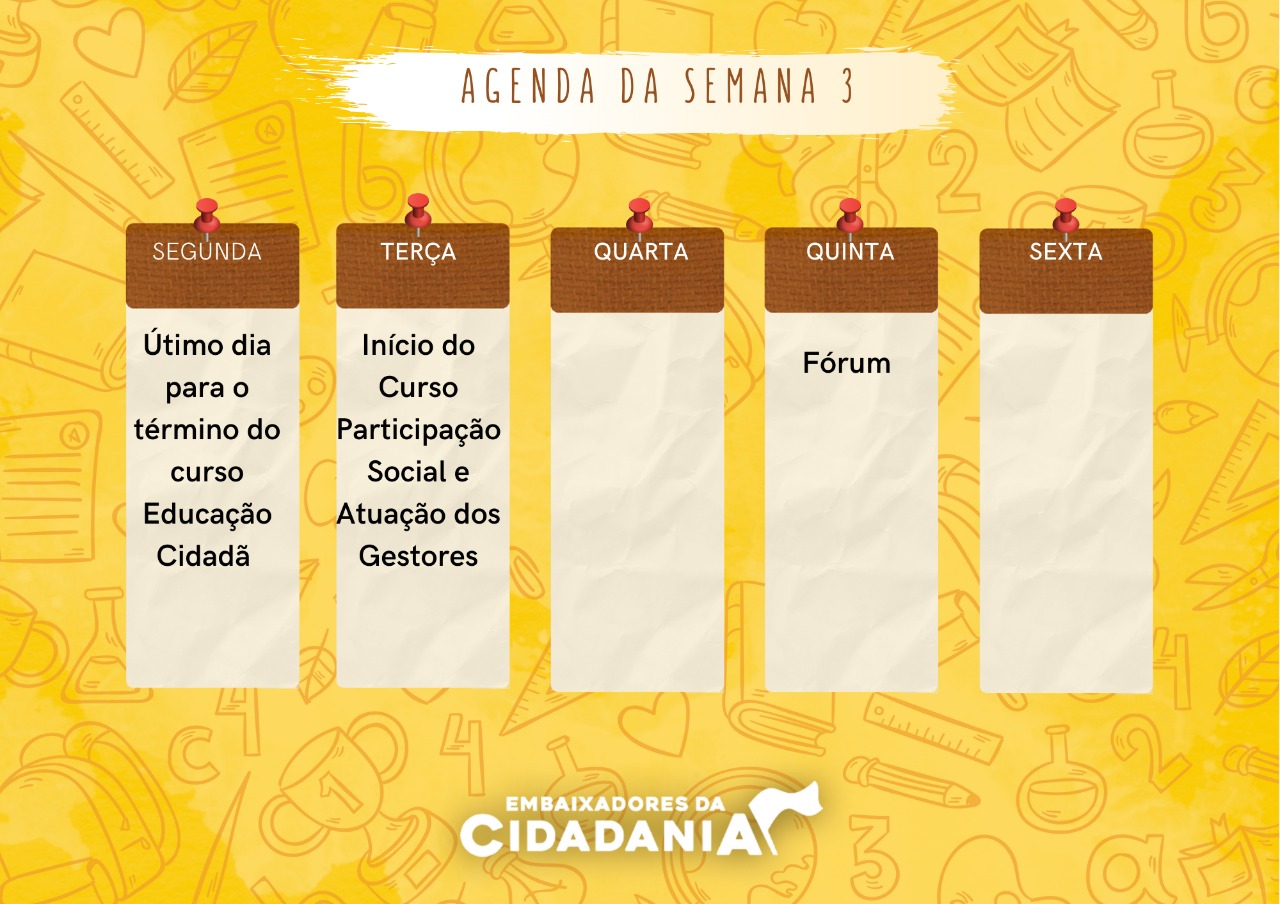 AGENDA DA SEMANA 3
SEGUNDA
Útimo dia
para o
término do
curso
Educação
Cidadã
TERÇA
Início do
Curso
Participação
Social e
Atuação dos
Gestores
QUARTA
QUINTA
Fórum
SEXTA
EMBAIXADORES DA
CIDADANIA